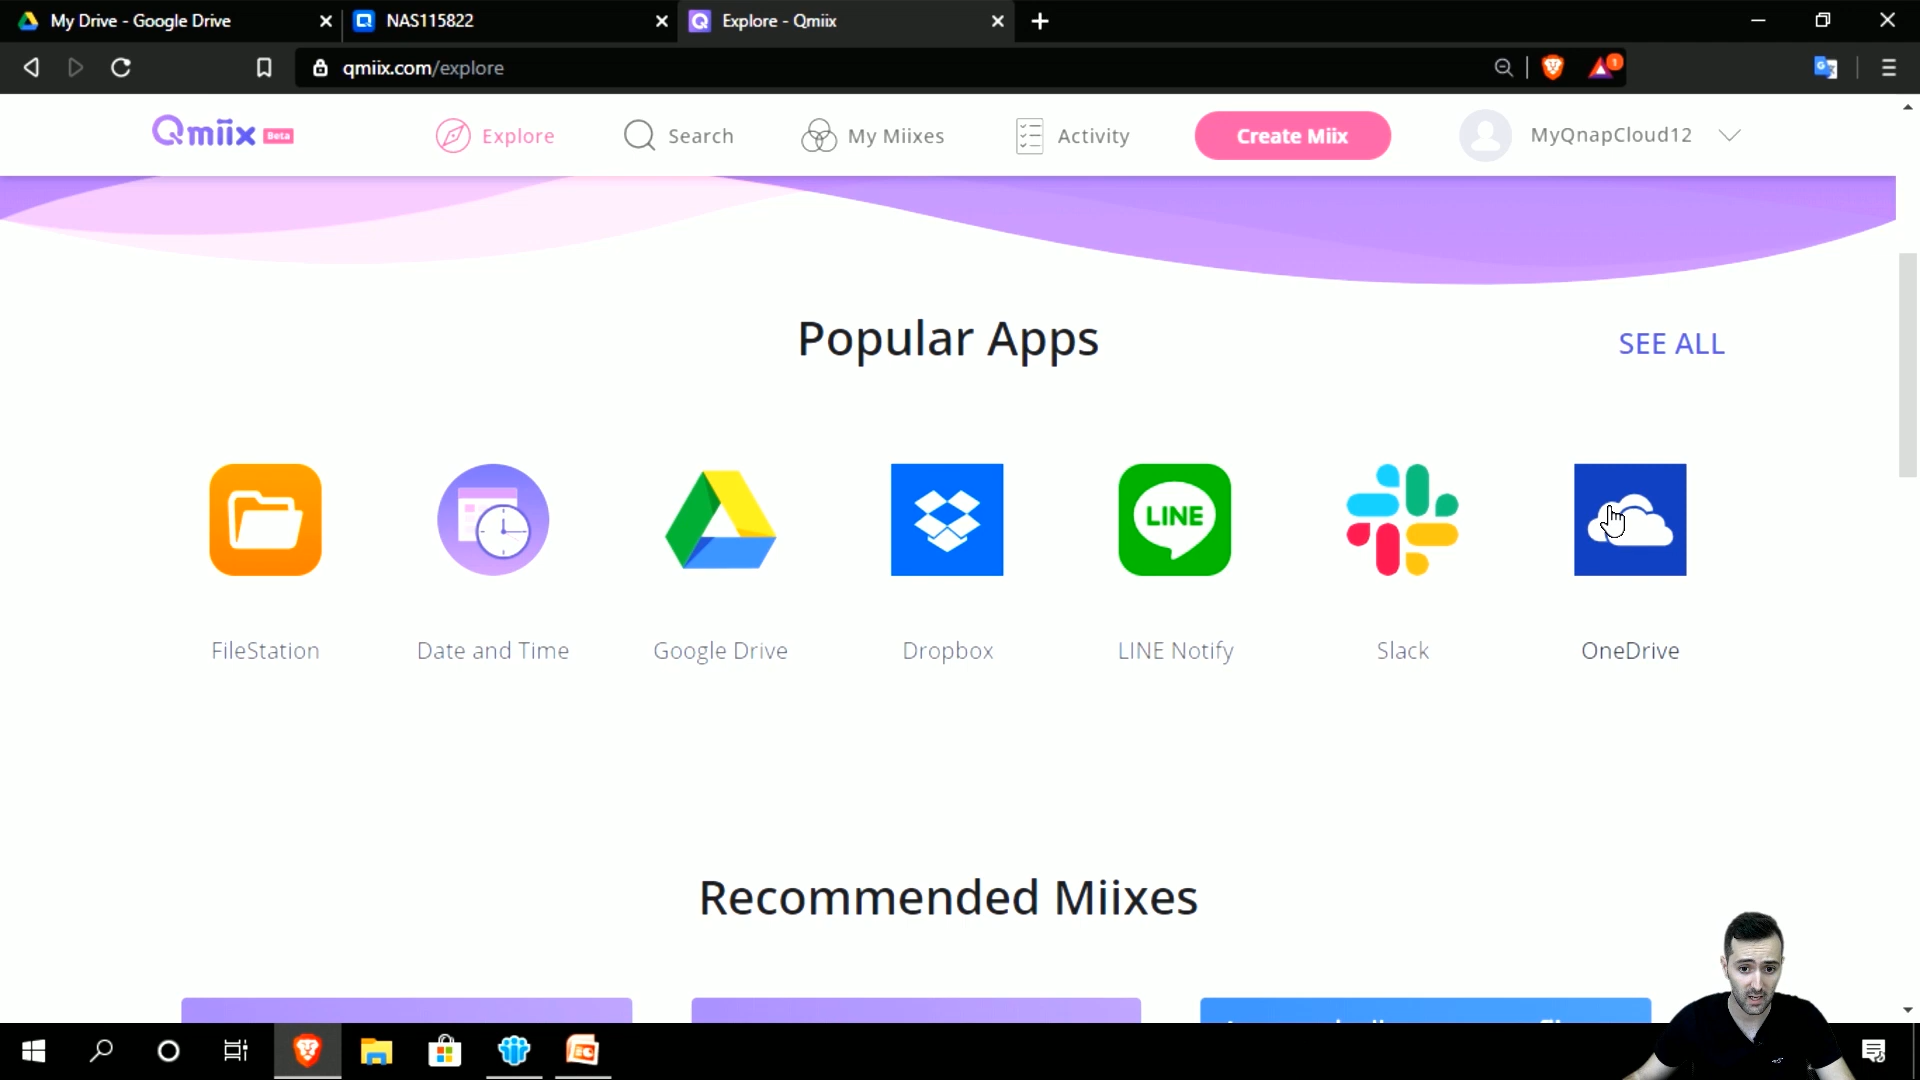 My Drive - Google Drive
NAS115822
Explore - Qmiix
qmiix.com/explore
1
Qmiix Beta
Explore
Search
My Miixes
Activity
Create Miix
MyQnapCloud12
Popular Apps
SEE ALL
LINE
FileStation
Date and Time
Google Drive
Dropbox
LINE Notify
Slack
OneDrive
Recommended Miixes